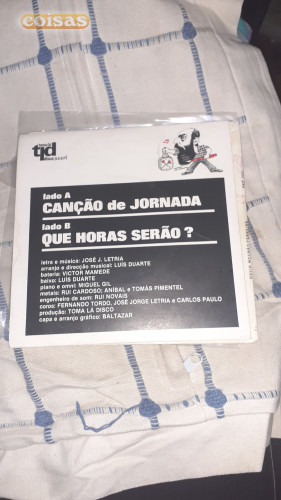 coisas
tjd
lado A
CANÇÃO de JORNADA
lado B
QUE HORAS SERÃO ?
letra e música: JOSÉ J. LETRIA
arranjo e direcção musical: LUIS DUARTE
bateria: VICTOR MAMEDE
baixo: LUIS DUARTE
piano e omni: MIGUEL GIL
metais: RUI CARDOSO; ANIBAL e TOMÁS PIMENTEL
engenheiro de som: RUI NOVAIS
coros: FERNANDO TORDO, JOSÉ JORGE LETRIA e CARLOS PAULO
produção: TOMA LÁ DISCO
capa e arranjo gráfico: BALTAZAR